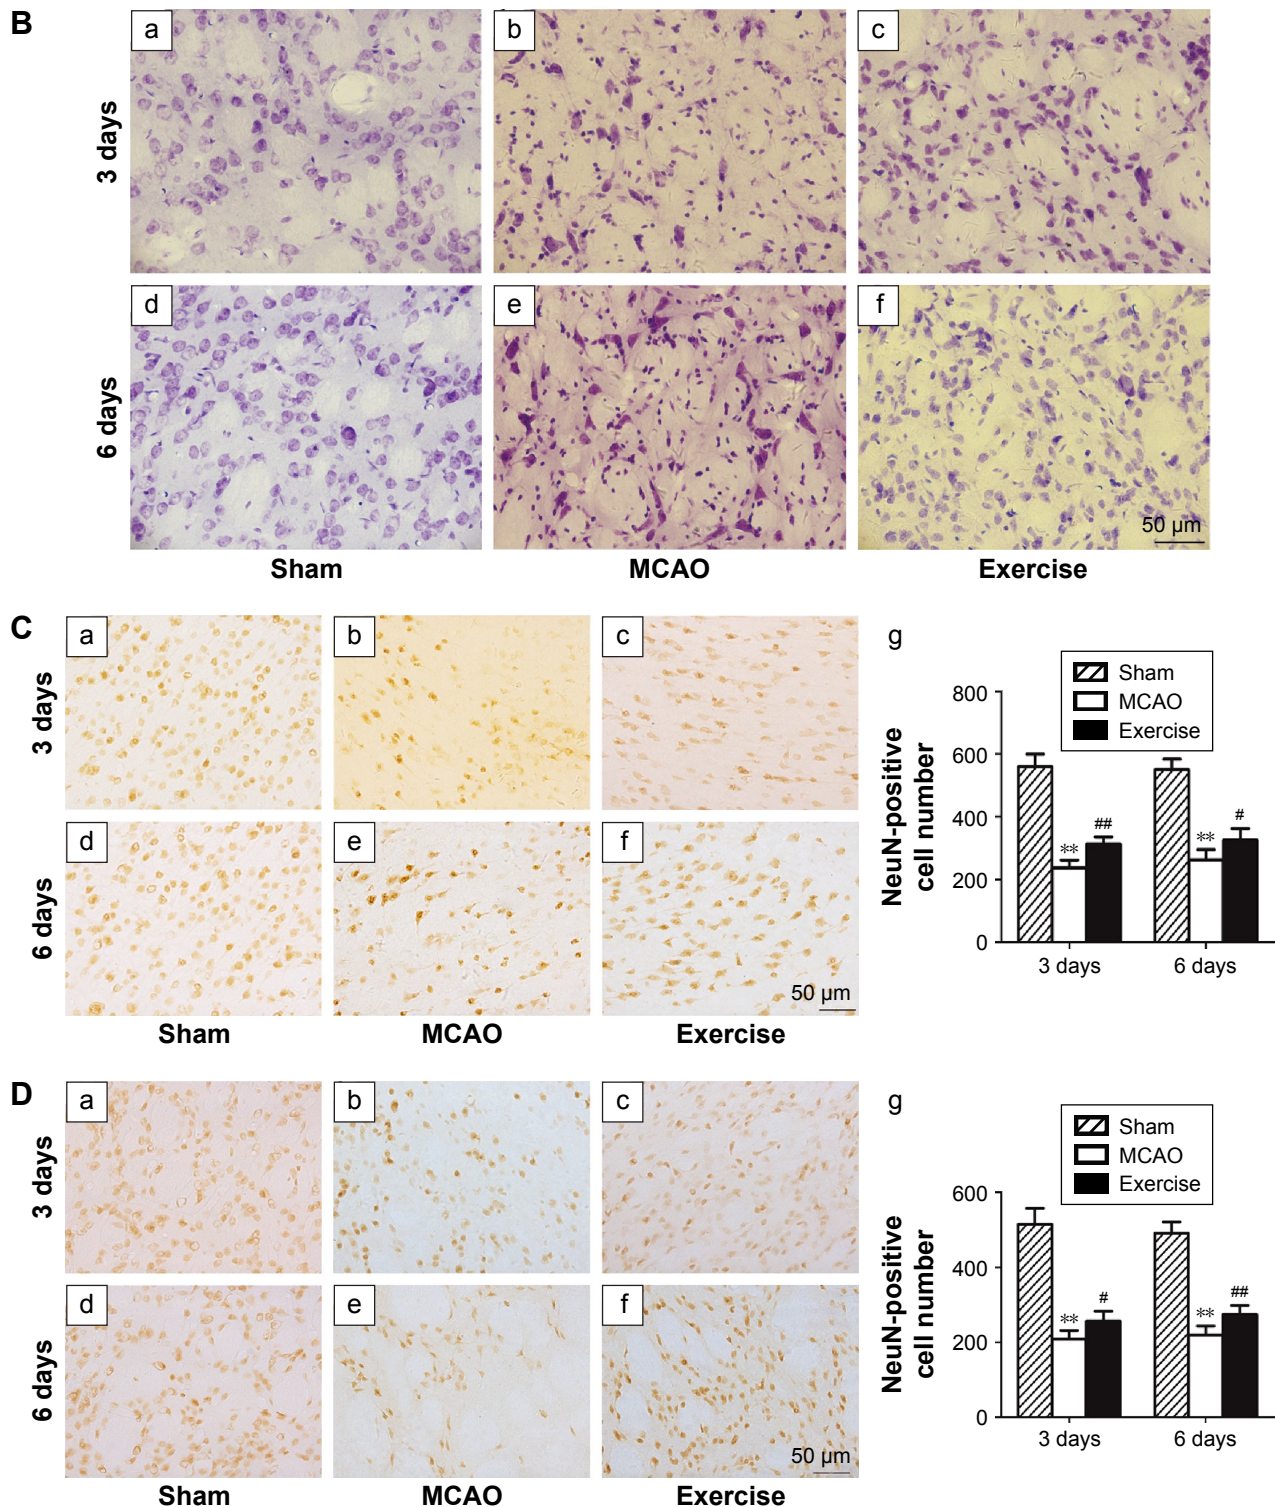 B
a
b
c
3 days
d
e
f
6 days
50 µm
Sham
MCAO
Exercise
C
a
b
c
3 days
d
e
f
6 days
50 µm
Sham
MCAO
Exercise
g
Sham
MCAO
Exercise
NeuN-positive
cell number
800
600
400
200
0
**
##
**
#
3 days
6 days
D
a
b
c
3 days
d
e
f
6 days
50 µm
Sham
MCAO
Exercise
g
Sham
MCAO
Exercise
NeuN-positive
cell number
600
400
200
0
**
#
**
##
3 days
6 days